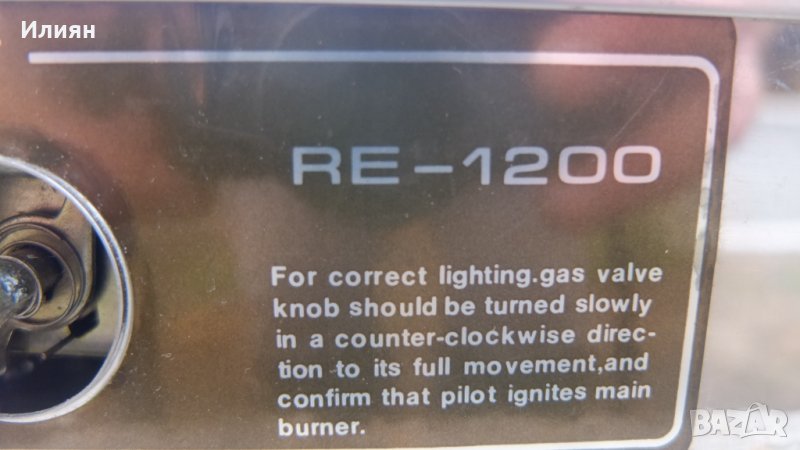 Илиян
RE-1200
For correct lighting.gas valve
knob should be turned slowly
in a counter-clockwise direc-
tion to its full movement,and
confirm that pilot ignites main
burner.
BAZAR